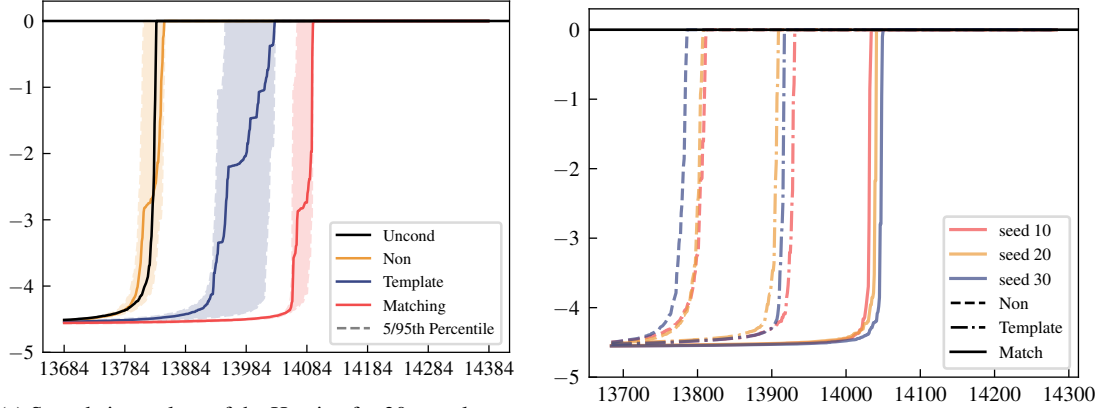 0
−1
−2
−3
−4
−5
13684 13784 13884 13984 14084 14184 14284 14384
Uncond
Non
Template
Matching
5/95th Percentile
0
−1
−2
−3
−4
−5
13700 13800 13900 14000 14100 14200 14300
seed 10
seed 20
seed 30
Non
Template
Match